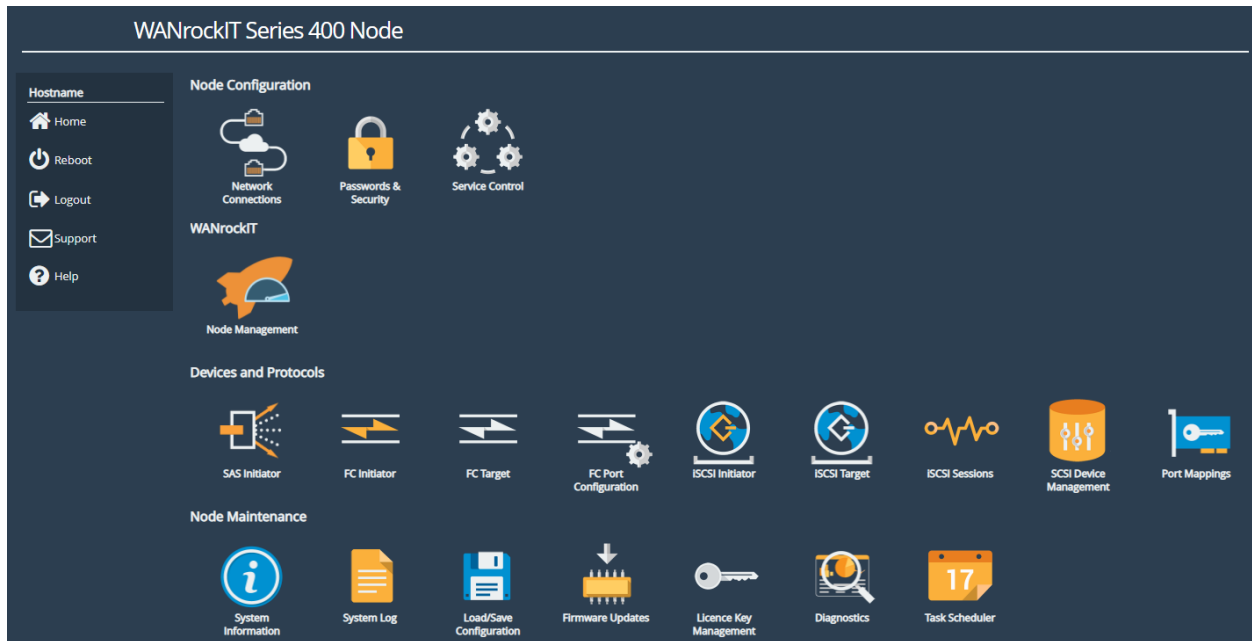 WANrockIT Series 400 Node
Hostname
Home
Reboot
Logout
Support
Help
Node Configuration
Network
Connections
Passwords &
Security
Service Control
WANrockIT
Node Management
Devices and Protocols
SAS Initiator
FC Initiator
FC Target
FC Port
Configuration
iSCSI Initiator
iSCSI Target
iSCSI Sessions
SCSI Device
Management
Port Mappings
Node Maintenance
System
Information
System Log
Load/Save
Configuration
Firmware Updates
Licence Key
Management
Diagnostics
17
Task Scheduler